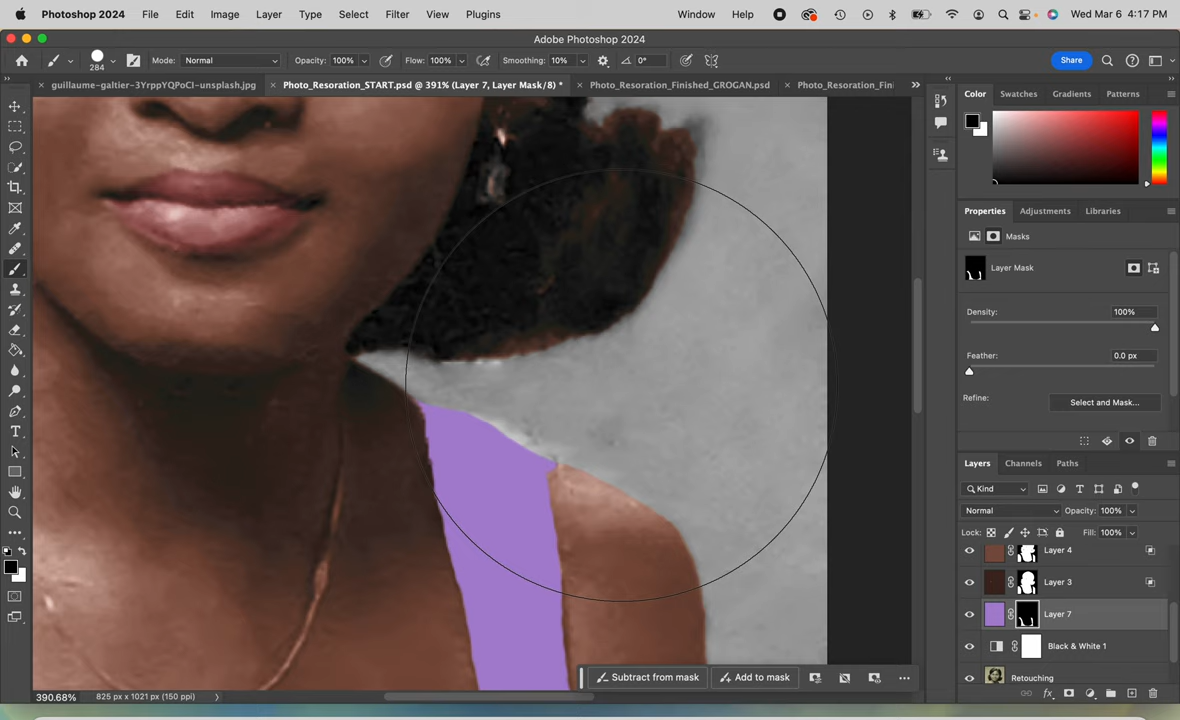 Photoshop 2024 File Edit Image Layer Type Select Filter View Plugins Window Help Wed Mar 6 4:17 PM
Adobe Photoshop 2024
284 Mode: Normal Opacity: 100% Flow: 100% Smoothing: 10% 0° Share
× guillaume-galtier-3YrppYQPoCI-unsplash.jpg × Photo_Resoration_START.psd @ 391% (Layer 7, Layer Mask/8) * × Photo_Resoration_Finished_GROGAN.psd × Photo_Resoration_Fin
Color Swatches Gradients Patterns
Properties Adjustments Libraries
Masks
Layer Mask
Density: 100%
Feather: 0.0 px
Refine: Select and Mask...
Layers Channels Paths
Kind
Normal Opacity: 100%
Lock: Fill: 100%
Layer 4
Layer 3
Layer 7
Black & White 1
Retouching
Subtract from mask Add to mask
390.68% 825 px x 1021 px (150 ppi)
fx